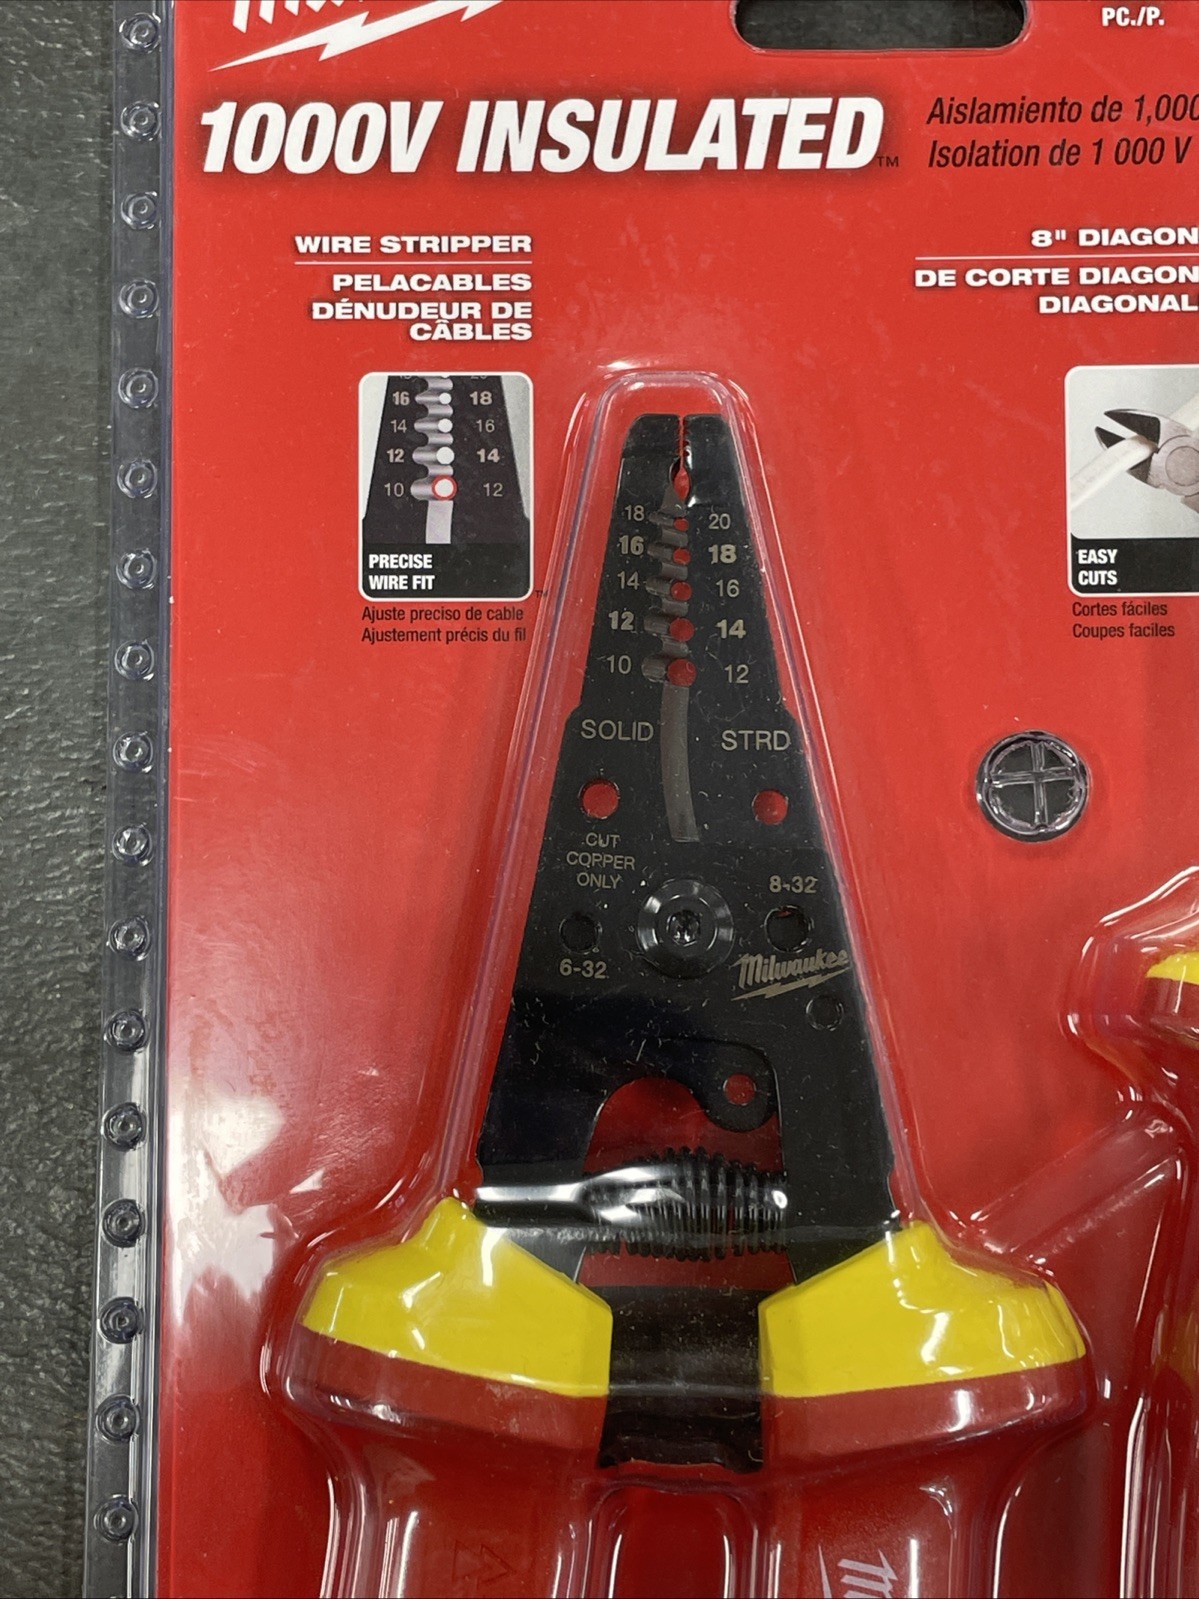 PC./P.
1000V INSULATED™
Aislamiento de 1,000
Isolation de 1 000 V
WIRE STRIPPER
PELACABLES
DÉNUDEUR DE
CÂBLES
8" DIAGON
DE CORTE DIAGON
DIAGONAL
16 18
14 16
12 14
10 12
PRECISE
WIRE FIT
™
Ajuste preciso de cable
Ajustement précis du fil
EASY
CUTS
Cortes fáciles
Coupes faciles
18 20
16 18
14 16
12 14
10 12
SOLID STRD
CUT
COPPER
ONLY
8-32
6-32
Milwaukee